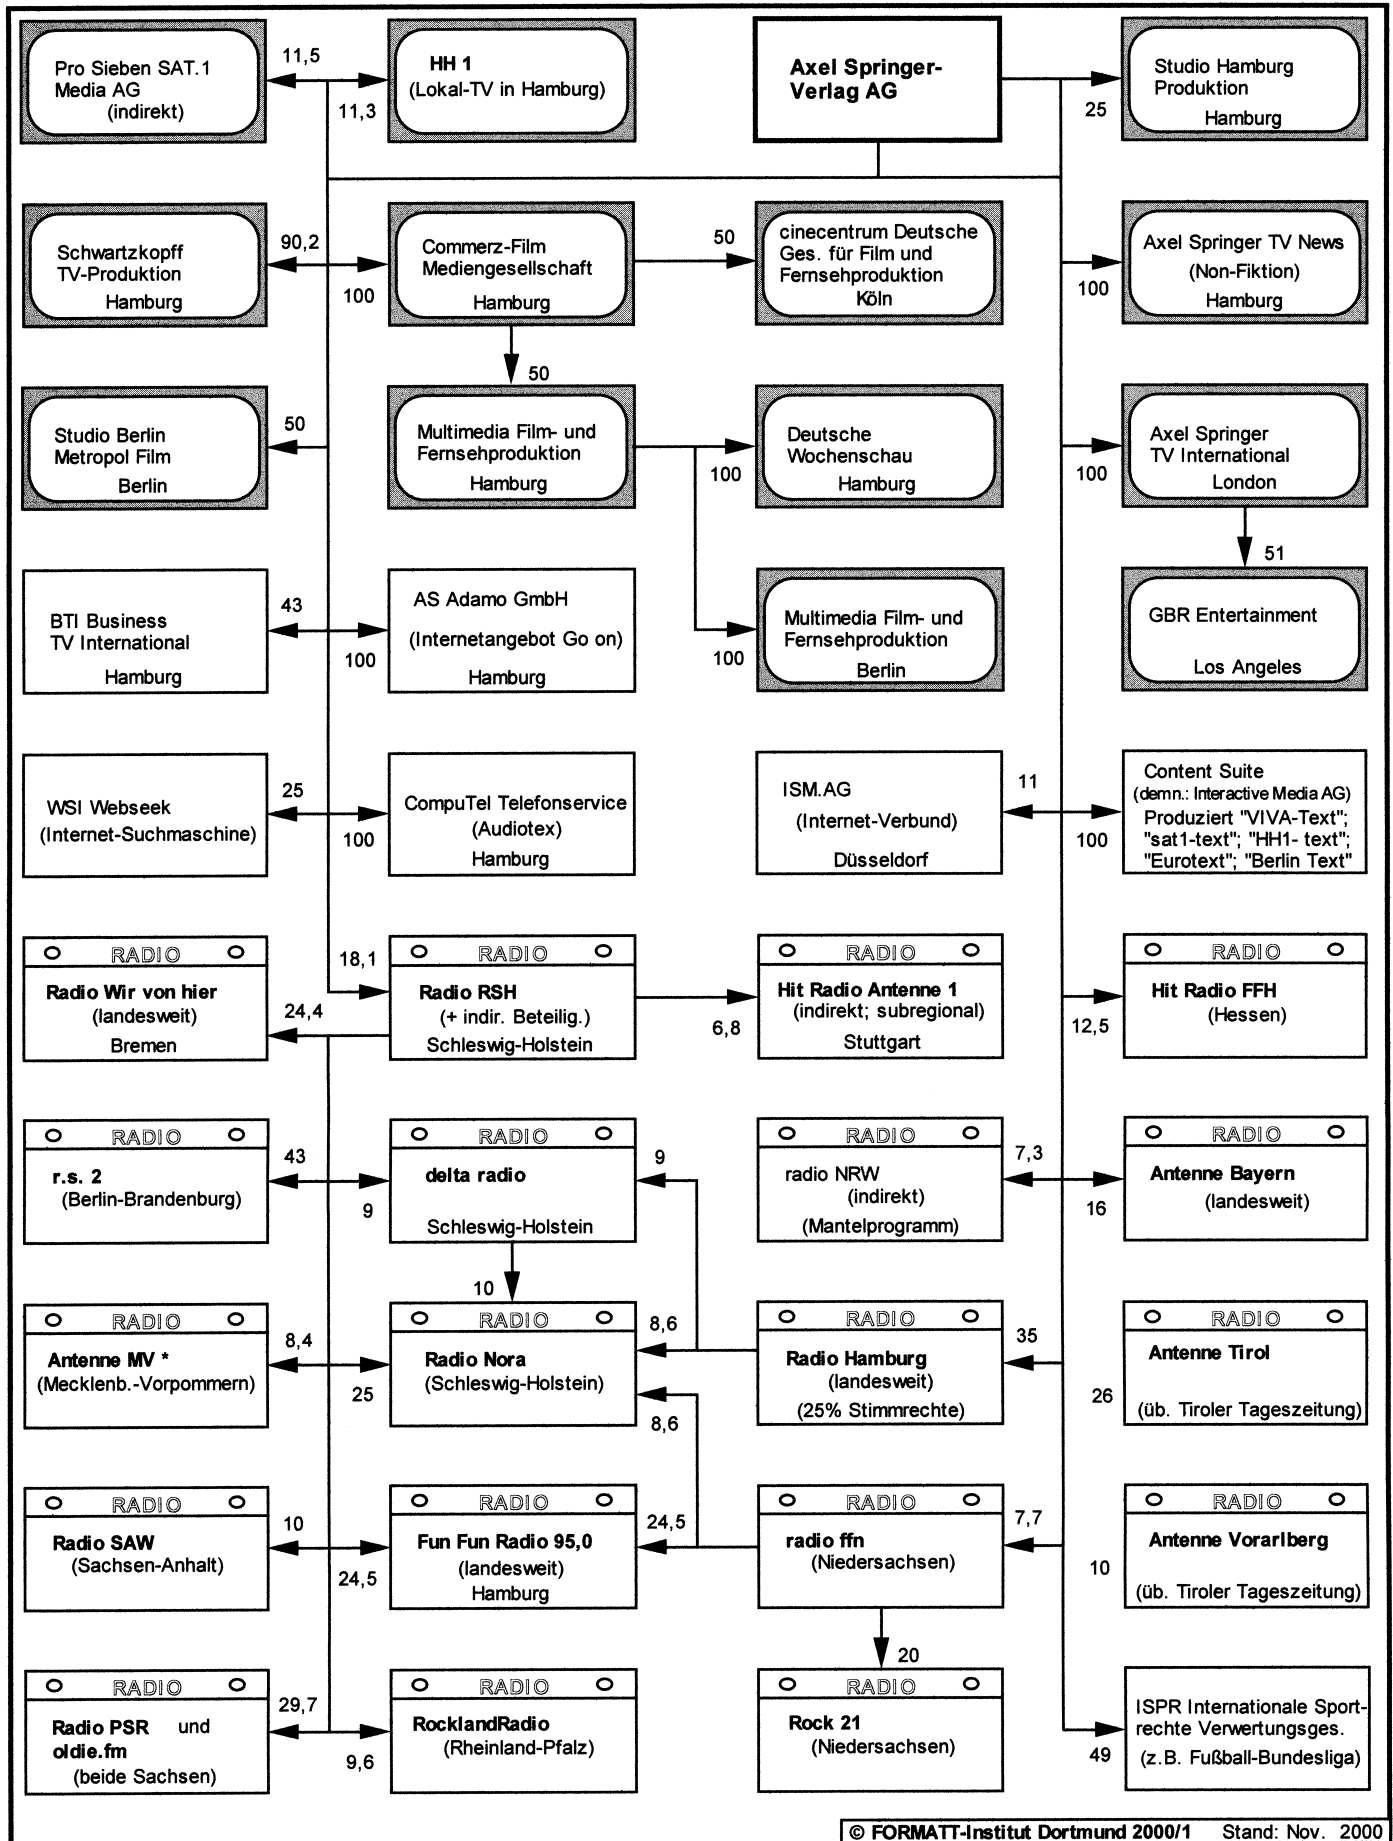 Pro Sieben SAT.1
Media AG
(indirekt)
11,5
11,3
HH 1
(Lokal-TV in Hamburg)
Axel Springer-
Verlag AG
25
Studio Hamburg
Produktion
Hamburg
Schwartzkopff
TV-Produktion
Hamburg
90,2
100
Commerz-Film
Mediengesellschaft
Hamburg
50
cinecentrum Deutsche
Ges. für Film und
Fernsehproduktion
Köln
100
Axel Springer TV News
(Non-Fiktion)
Hamburg
50
Studio Berlin
Metropol Film
Berlin
50
Multimedia Film- und
Fernsehproduktion
Hamburg
100
Deutsche
Wochenschau
Hamburg
100
Axel Springer
TV International
London
51
BTI Business
TV International
Hamburg
43
100
AS Adamo GmbH
(Internetangebot Go on)
Hamburg
100
Multimedia Film- und
Fernsehproduktion
Berlin
GBR Entertainment
Los Angeles
WSI Webseek
(Internet-Suchmaschine)
25
100
CompuTel Telefonservice
(Audiotex)
Hamburg
ISM.AG
(Internet-Verbund)
Düsseldorf
11
100
Content Suite
(demn.: Interactive Media AG)
Produziert "VIVA-Text";
"sat1-text"; "HH1- text";
"Eurotext"; "Berlin Text"
RADIO
Radio Wir von hier
(landesweit)
Bremen
18,1
24,4
RADIO
Radio RSH
(+ indir. Beteilig.)
Schleswig-Holstein
6,8
RADIO
Hit Radio Antenne 1
(indirekt; subregional)
Stuttgart
12,5
RADIO
Hit Radio FFH
(Hessen)
RADIO
r.s. 2
(Berlin-Brandenburg)
43
9
RADIO
delta radio
Schleswig-Holstein
9
RADIO
radio NRW
(indirekt)
(Mantelprogramm)
7,3
16
RADIO
Antenne Bayern
(landesweit)
10
RADIO
Antenne MV *
(Mecklenb.-Vorpommern)
8,4
25
RADIO
Radio Nora
(Schleswig-Holstein)
8,6
8,6
RADIO
Radio Hamburg
(landesweit)
(25% Stimmrechte)
35
26
RADIO
Antenne Tirol
(üb. Tiroler Tageszeitung)
RADIO
Radio SAW
(Sachsen-Anhalt)
10
24,5
RADIO
Fun Fun Radio 95,0
(landesweit)
Hamburg
24,5
RADIO
radio ffn
(Niedersachsen)
7,7
10
RADIO
Antenne Vorarlberg
(üb. Tiroler Tageszeitung)
20
RADIO
Radio PSR und
oldie.fm
(beide Sachsen)
29,7
9,6
RADIO
RocklandRadio
(Rheinland-Pfalz)
RADIO
Rock 21
(Niedersachsen)
49
ISPR Internationale Sport-
rechte Verwertungsges.
(z.B. Fußball-Bundesliga)
© FORMATT-Institut Dortmund 2000/1 Stand: Nov. 2000